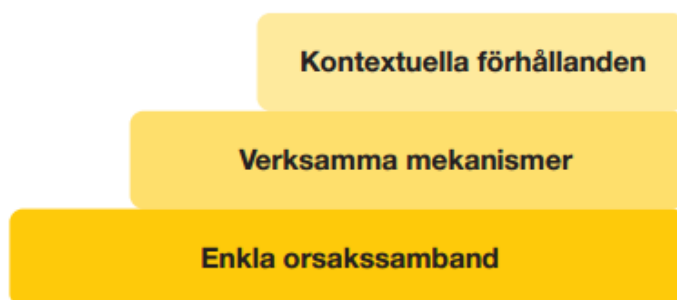 Kontextuella förhållanden
Verksamma mekanismer
Enkla orsakssamband